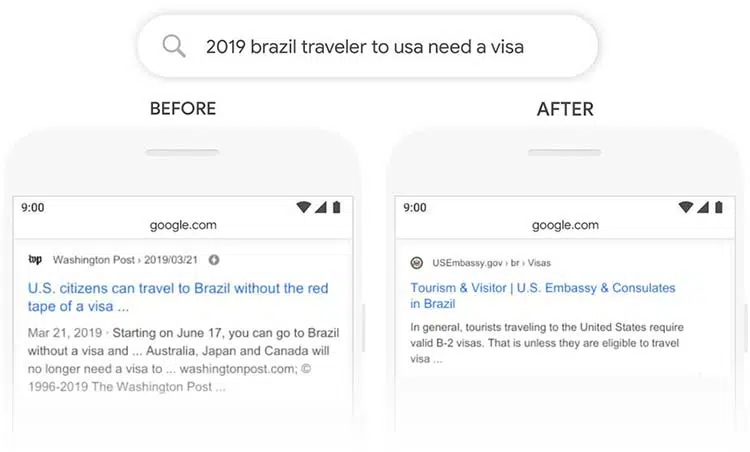 2019 brazil traveler to usa need a visa
BEFORE
AFTER
9:00
google.com
wp Washington Post › 2019/03/21
U.S. citizens can travel to Brazil without the red
tape of a visa ...
Mar 21, 2019 · Starting on June 17, you can go to Brazil
without a visa and ... Australia, Japan and Canada will
no longer need a visa to ... washingtonpost.com; ©
1996-2019 The Washington Post ...
9:00
google.com
USEmbassy.gov › br › Visas
Tourism & Visitor | U.S. Embassy & Consulates
in Brazil
In general, tourists traveling to the United States require
valid B-2 visas. That is unless they are eligible to travel
visa ...